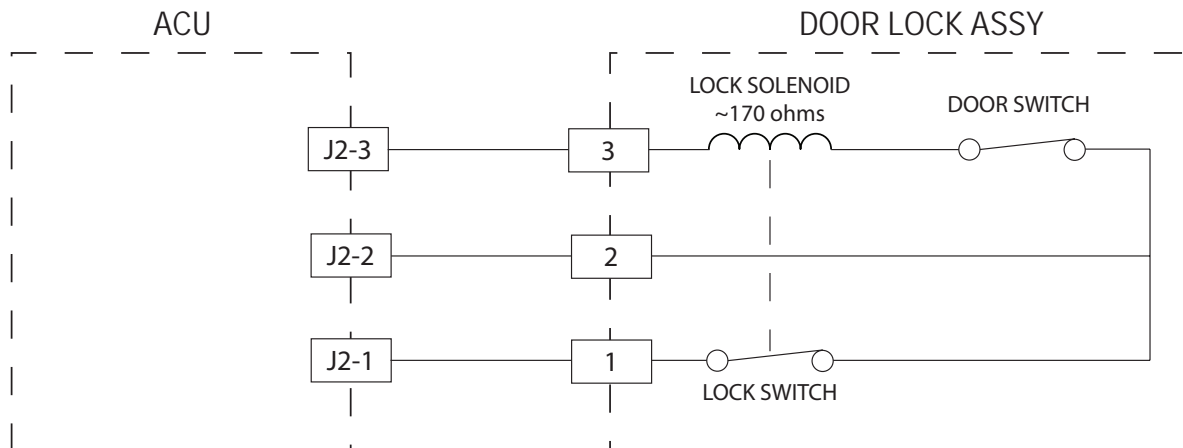 ACU
DOOR LOCK ASSY
LOCK SOLENOID
~170 ohms
DOOR SWITCH
J2-3
3
J2-2
2
J2-1
1
LOCK SWITCH